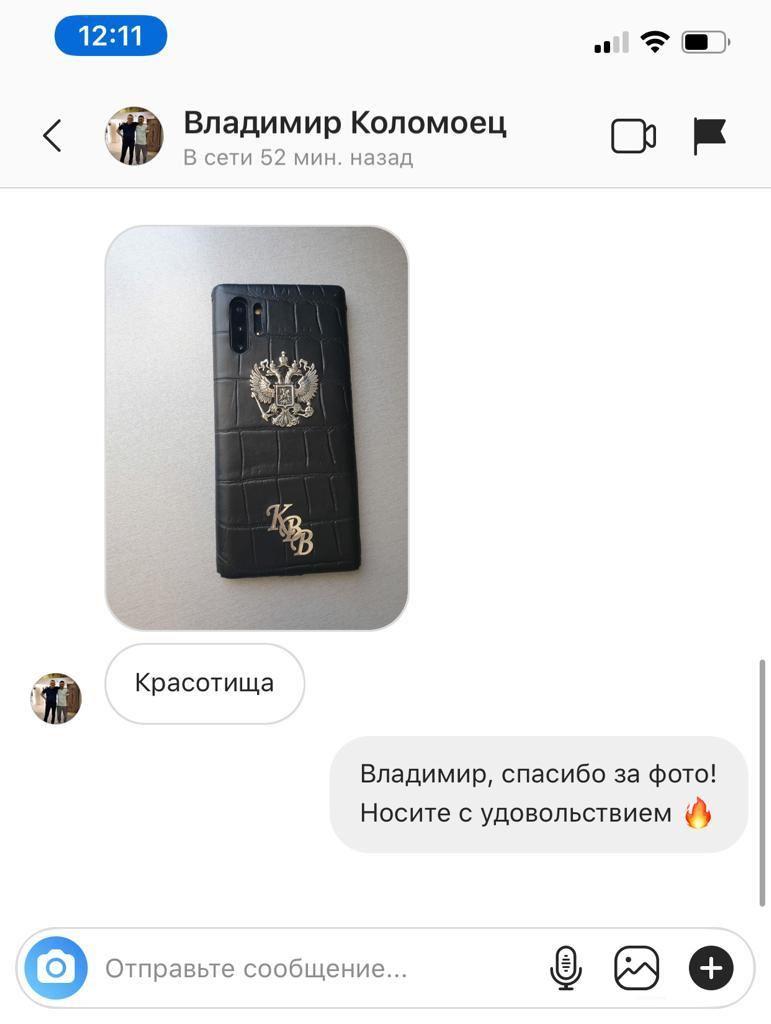 12:11
Владимир Коломоец
В сети 52 мин. назад
КВВ
Красотища
Владимир, спасибо за фото!
Носите с удовольствием 🔥
Отправьте сообщение...